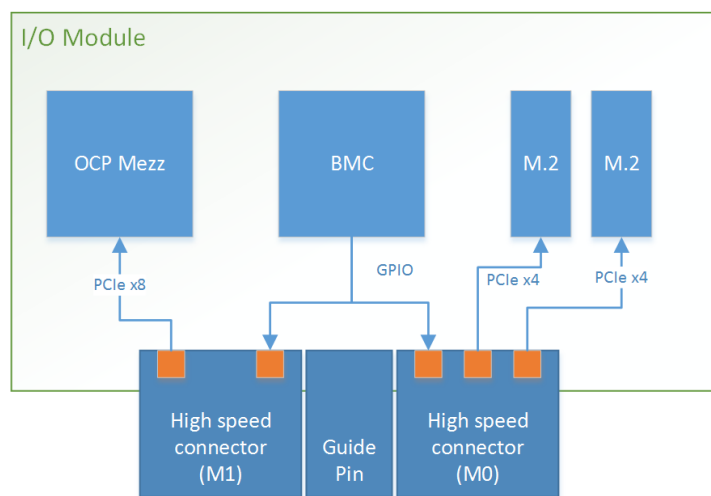 I/O Module
OCP Mezz
BMC
M.2
M.2
GPIO
PCIe x8
PCIe x4
PCIe x4
High speed
connector
(M1)
Guide
Pin
High speed
connector
(M0)